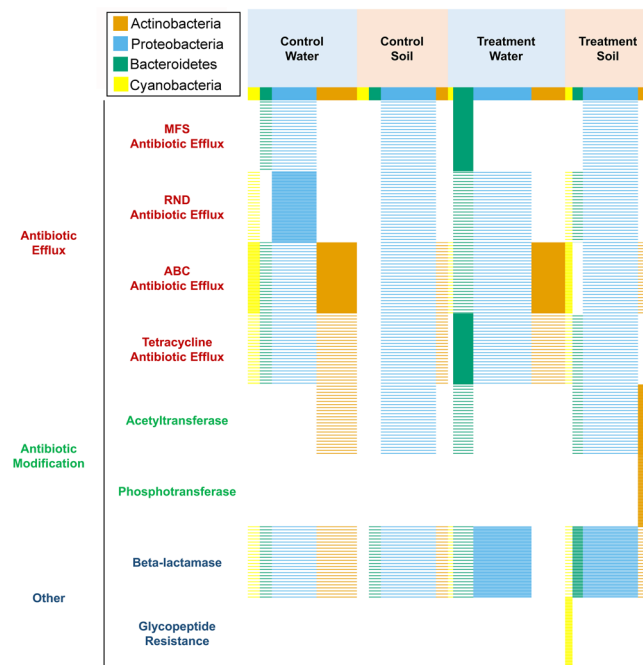 Actinobacteria
Proteobacteria
Bacteroidetes
Cyanobacteria
Control
Water
Control
Soil
Treatment
Water
Treatment
Soil
Antibiotic
Efflux
MFS
Antibiotic Efflux
RND
Antibiotic Efflux
ABC
Antibiotic Efflux
Tetracycline
Antibiotic Efflux
Antibiotic
Modification
Acetyltransferase
Phosphotransferase
Other
Beta-lactamase
Glycopeptide
Resistance